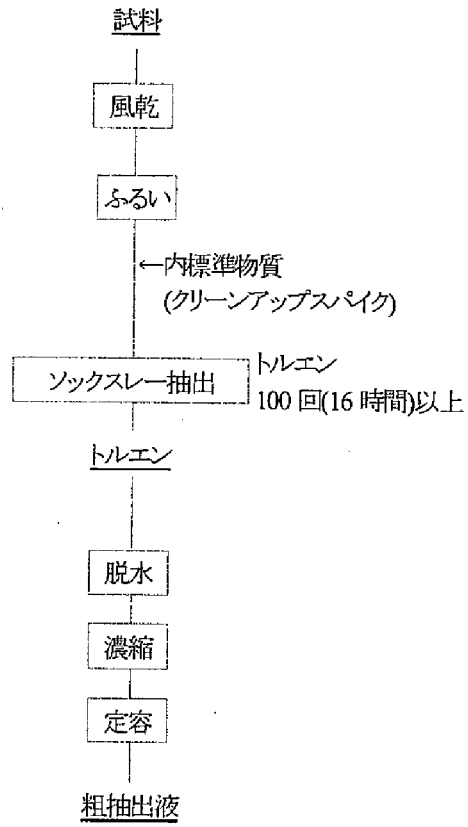 試料
風乾
ふるい
←内標準物質
(クリーンアップスパイク)
ソックスレー抽出
トルエン
100 回(16 時間)以上
トルエン
脱水
濃縮
定容
粗抽出液